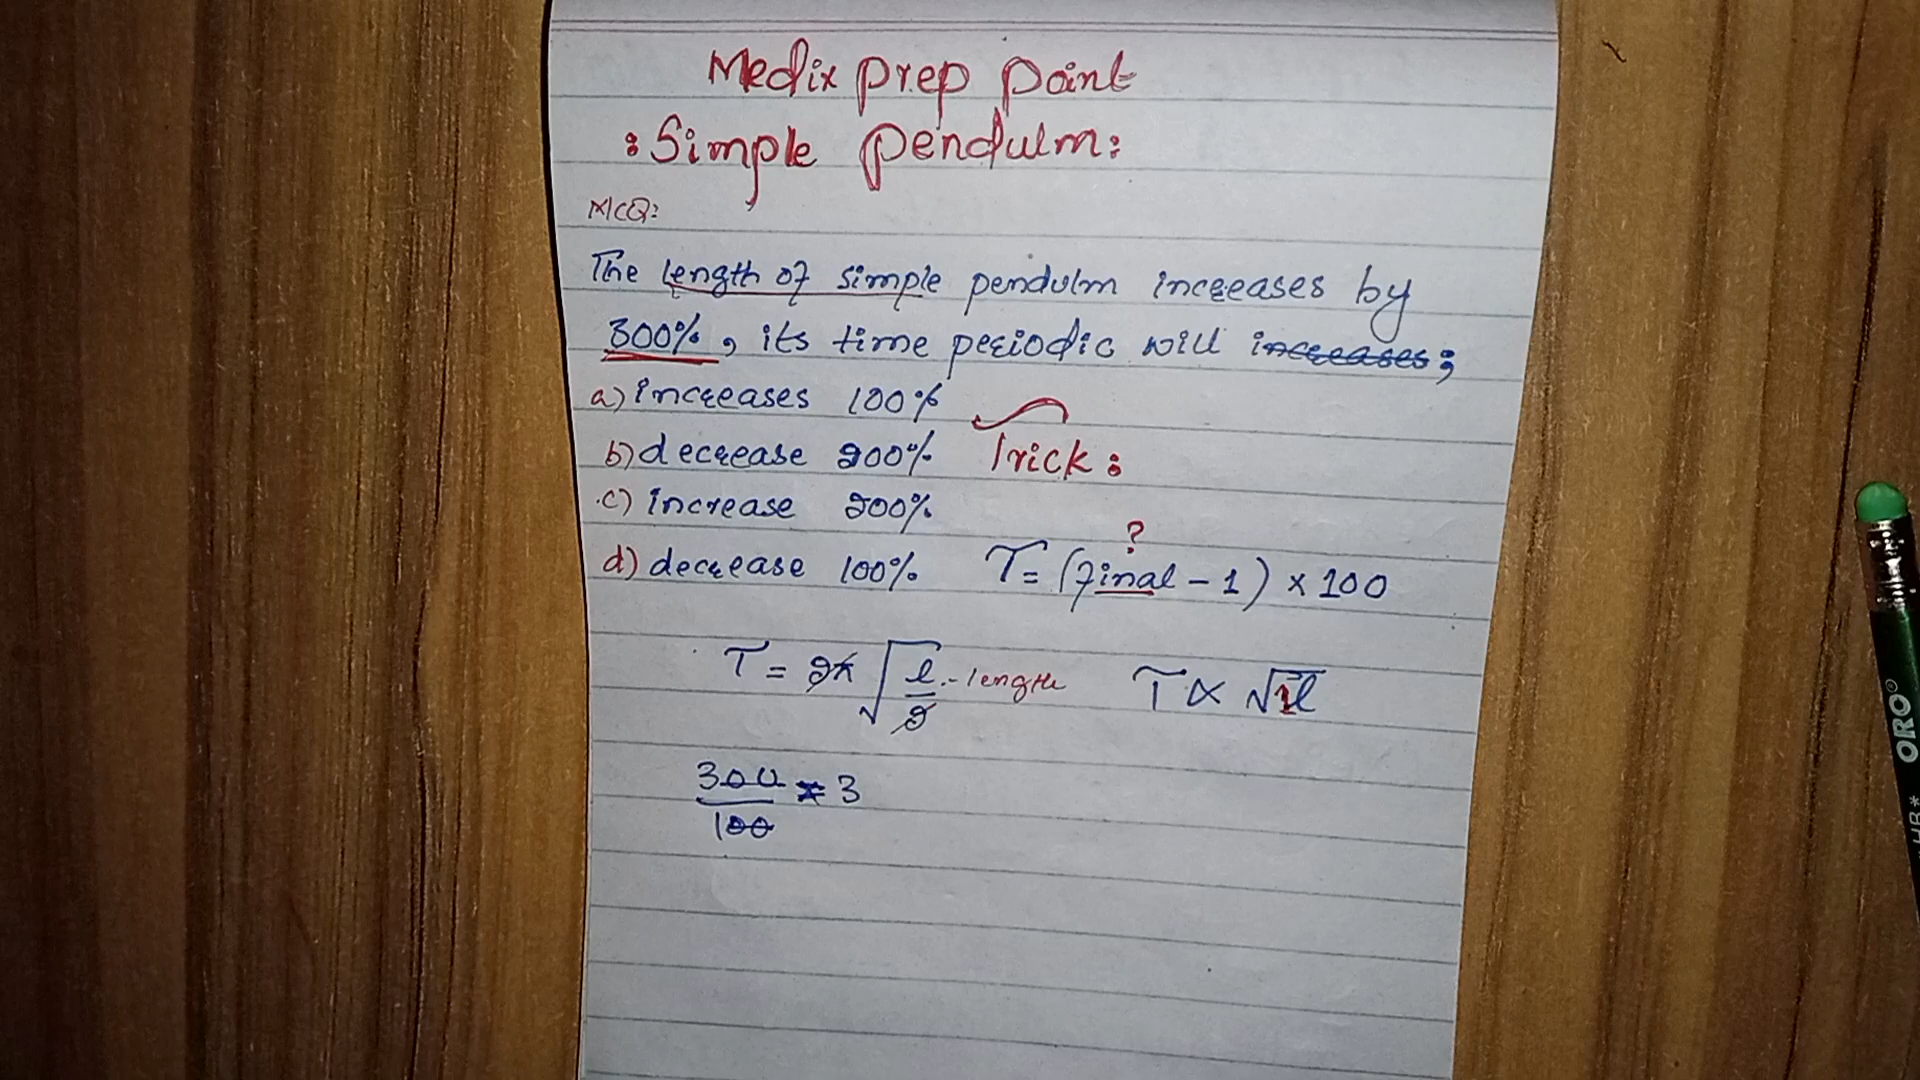 Medix prep point
: Simple pendulm :
MCQ:
The length of simple pendulm increases by
300%, its time periodic will increases;
a) increases 100%
b) decrease 200% Trick:
c) increase 200%
?
d) decrease 100% T = (final - 1) × 100
T = 2π √l/g - length T ∝ √l
300/100 = 3
ORO®
HB*